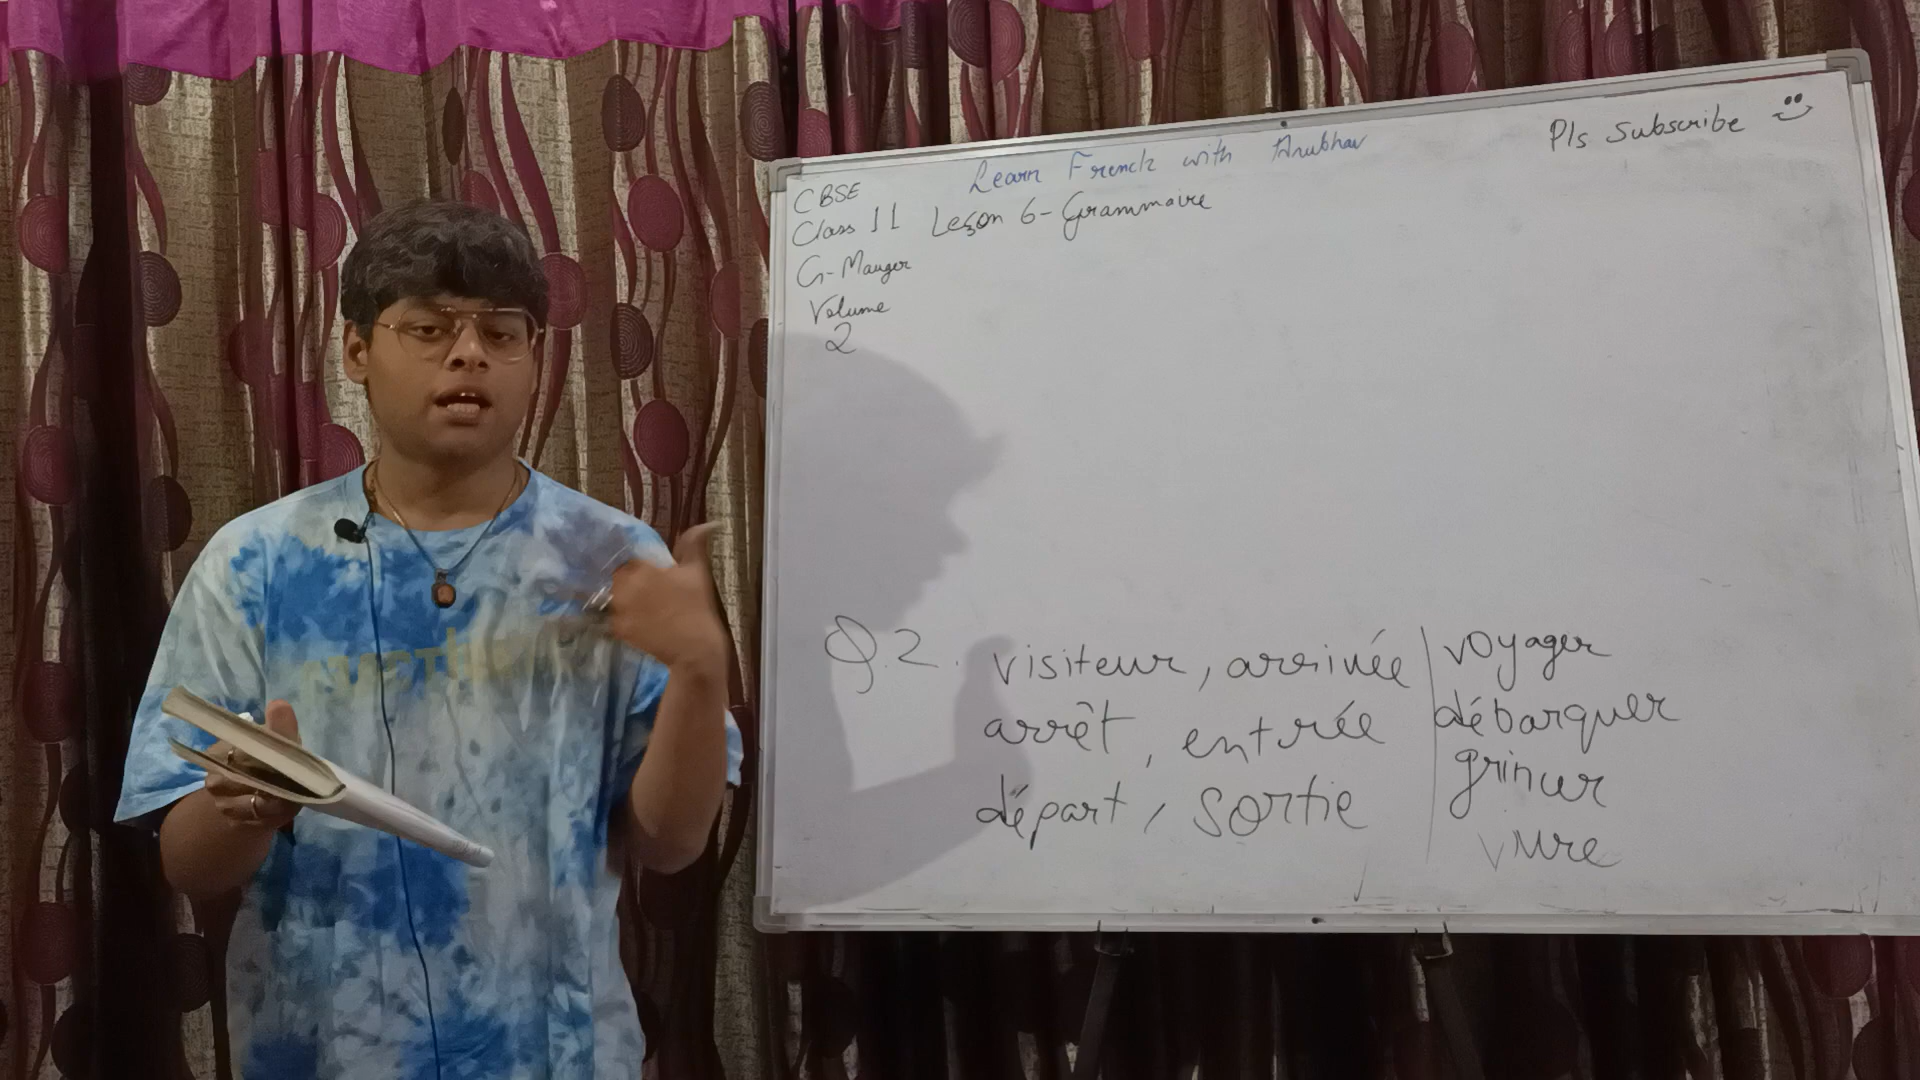 Learn French with Anubhav
Pls Subscribe
CBSE
Class 11 Leçon 6- Grammaire
G-Mauger
Volume
2
Q.2. visiteur, arrivée
arrêt, entrée
départ, sortie
voyager
débarquer
grincer
vivre